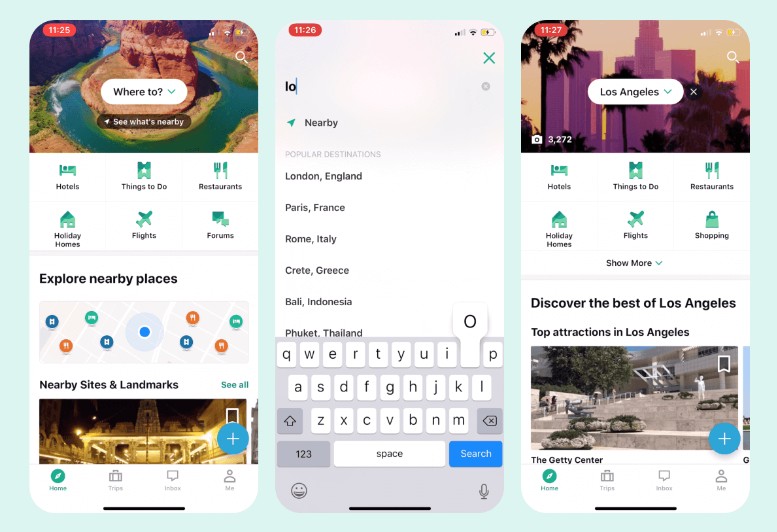 11:25
Where to?
See what's nearby
Hotels
Things to Do
Restaurants
Holiday
Homes
Flights
Forums
Explore nearby places
Nearby Sites & Landmarks
See all
Home
Trips
Inbox
Me
11:26
lo
Nearby
POPULAR DESTINATIONS
London, England
Paris, France
Rome, Italy
Crete, Greece
Bali, Indonesia
Phuket, Thailand
O
q w e r t y u i p
a s d f g h j k l
z x c v b n m
123
space
Search
11:27
Los Angeles
3,272
Hotels
Things to Do
Restaurants
Holiday
Homes
Flights
Shopping
Show More
Discover the best of Los Angeles
Top attractions in Los Angeles
The Getty Center
G
Home
Trips
Inbox
Me